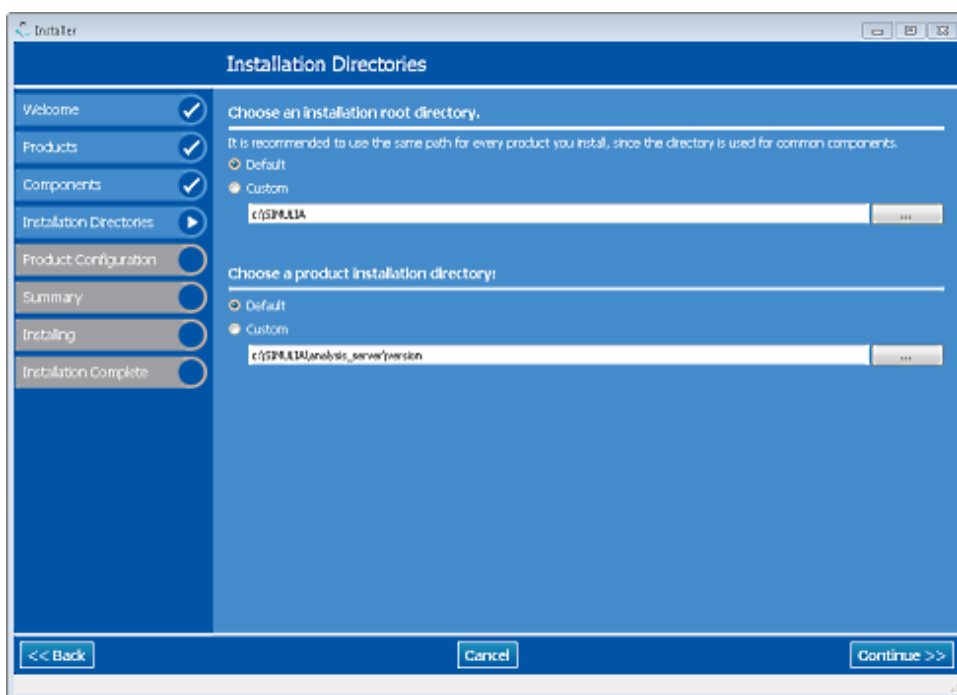 Installer
Installation Directories
Welcome
Products
Components
Installation Directories
Product Configuration
Summary
Installing
Installation Complete
Choose an installation root directory.
It is recommended to use the same path for every product you install, since the directory is used for common components.
Default
Custom
c:\SIMULIA
...
Choose a product installation directory:
Default
Custom
c:\SIMULIA\analysis_server\version
...
<< Back
Cancel
Continue >>